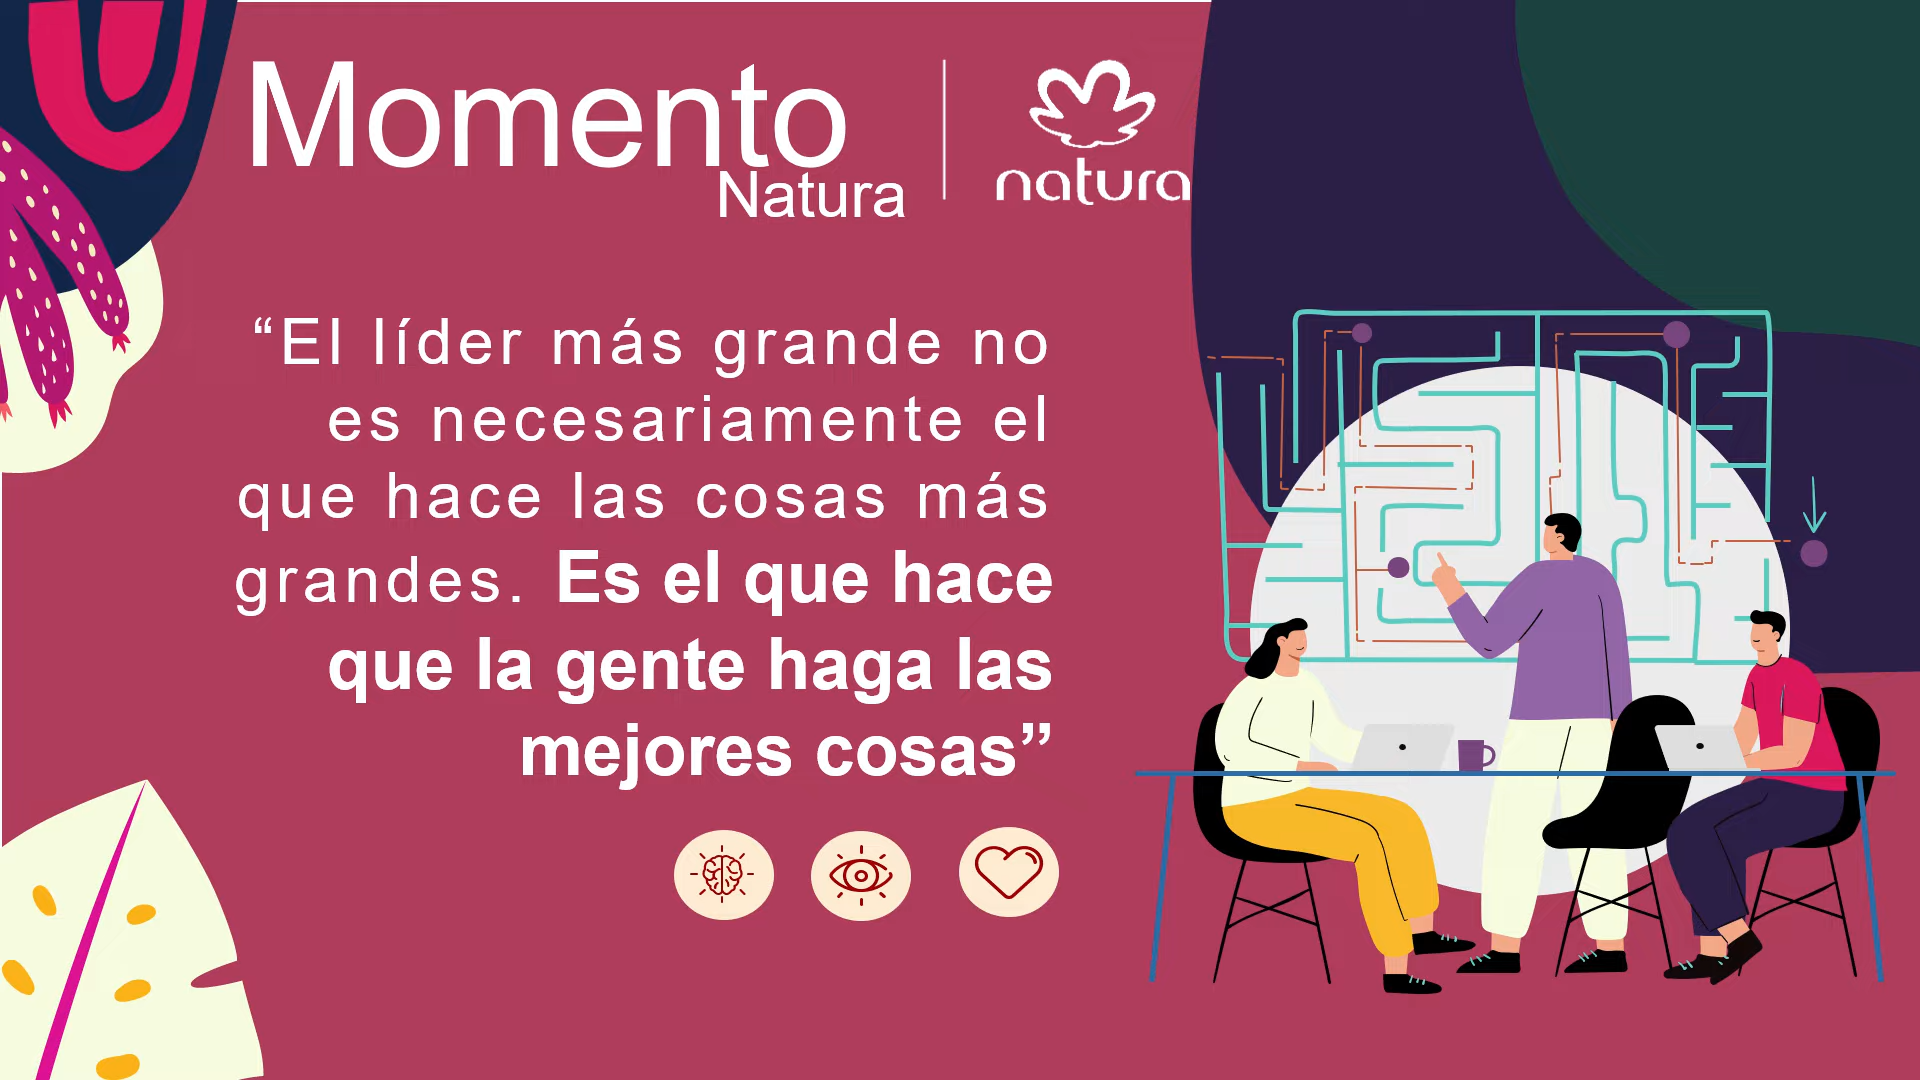 Momento
Natura
natura
“El líder más grande no
es necesariamente el
que hace las cosas más
grandes. Es el que hace
que la gente haga las
mejores cosas”